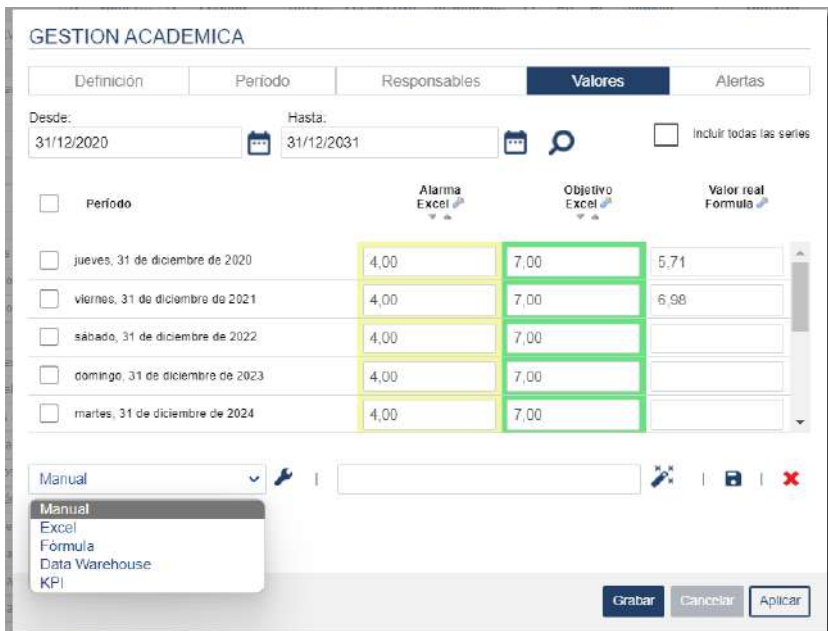 GESTION ACADEMICA
Definición Período Responsables Valores Alertas
Desde: Hasta:
31/12/2020 31/12/2031 Incluir todas las series
Período Alarma Excel Objetivo Excel Valor real Formula
jueves, 31 de diciembre de 2020 4,00 7,00 5,71
viernes, 31 de diciembre de 2021 4,00 7,00 6,98
sábado, 31 de diciembre de 2022 4,00 7,00
domingo, 31 de diciembre de 2023 4,00 7,00
martes, 31 de diciembre de 2024 4,00 7,00
Manual | | |
Manual
Excel
Fórmula
Data Warehouse
KPI
Grabar Cancelar Aplicar